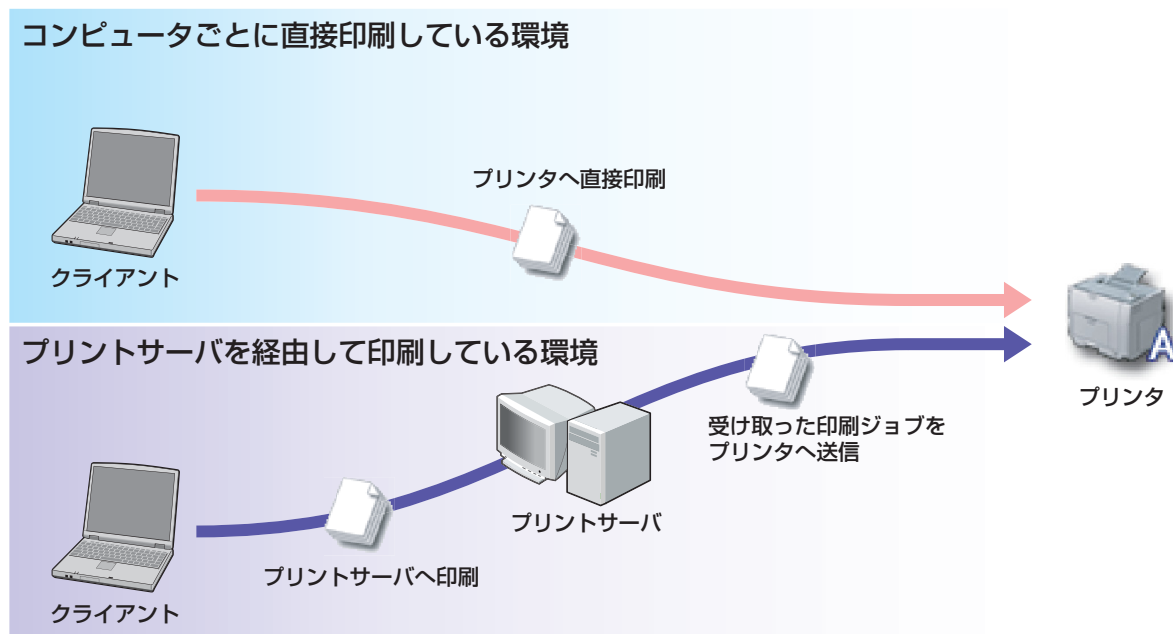 コンピュータごとに直接印刷している環境
プリンタへ直接印刷
クライアント
プリントサーバを経由して印刷している環境
A
プリンタ
受け取った印刷ジョブを
プリンタへ送信
プリントサーバ
プリントサーバへ印刷
クライアント